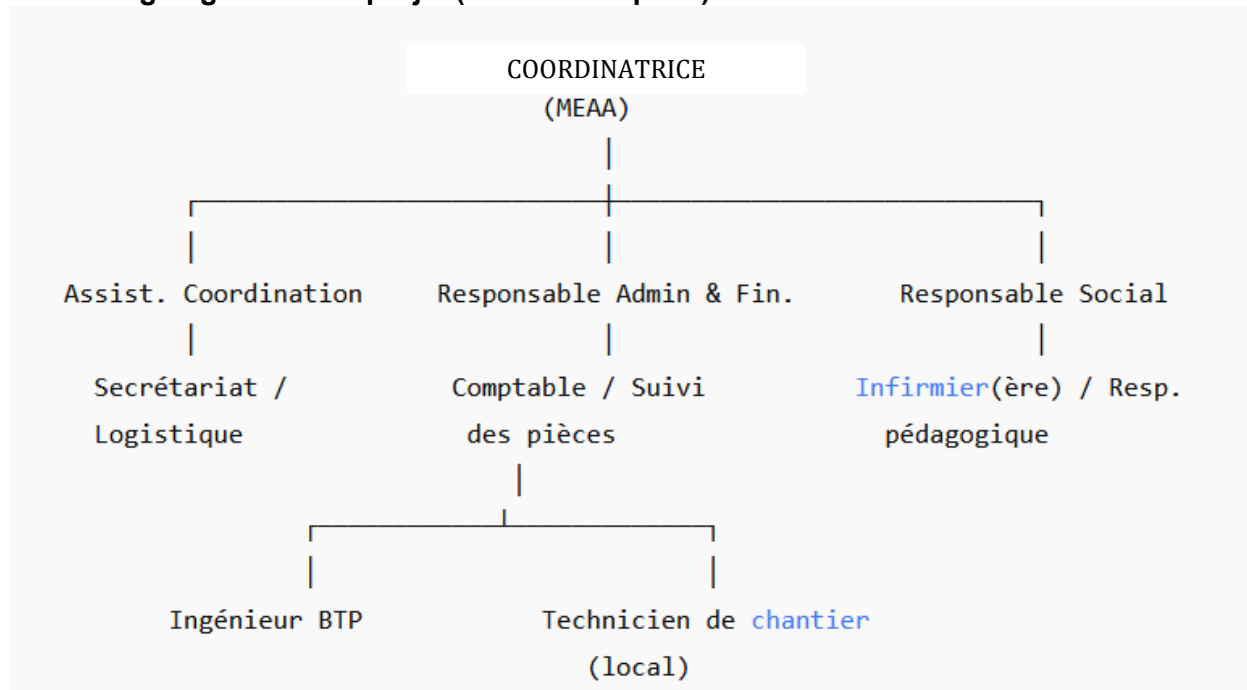 COORDINATRICE
(MEAA)
Assist. Coordination Responsable Admin & Fin. Responsable Social
Secrétariat / Comptable / Suivi Infirmier(ère) / Resp.
Logistique des pièces pédagogique
Ingénieur BTP Technicien de chantier
(local)